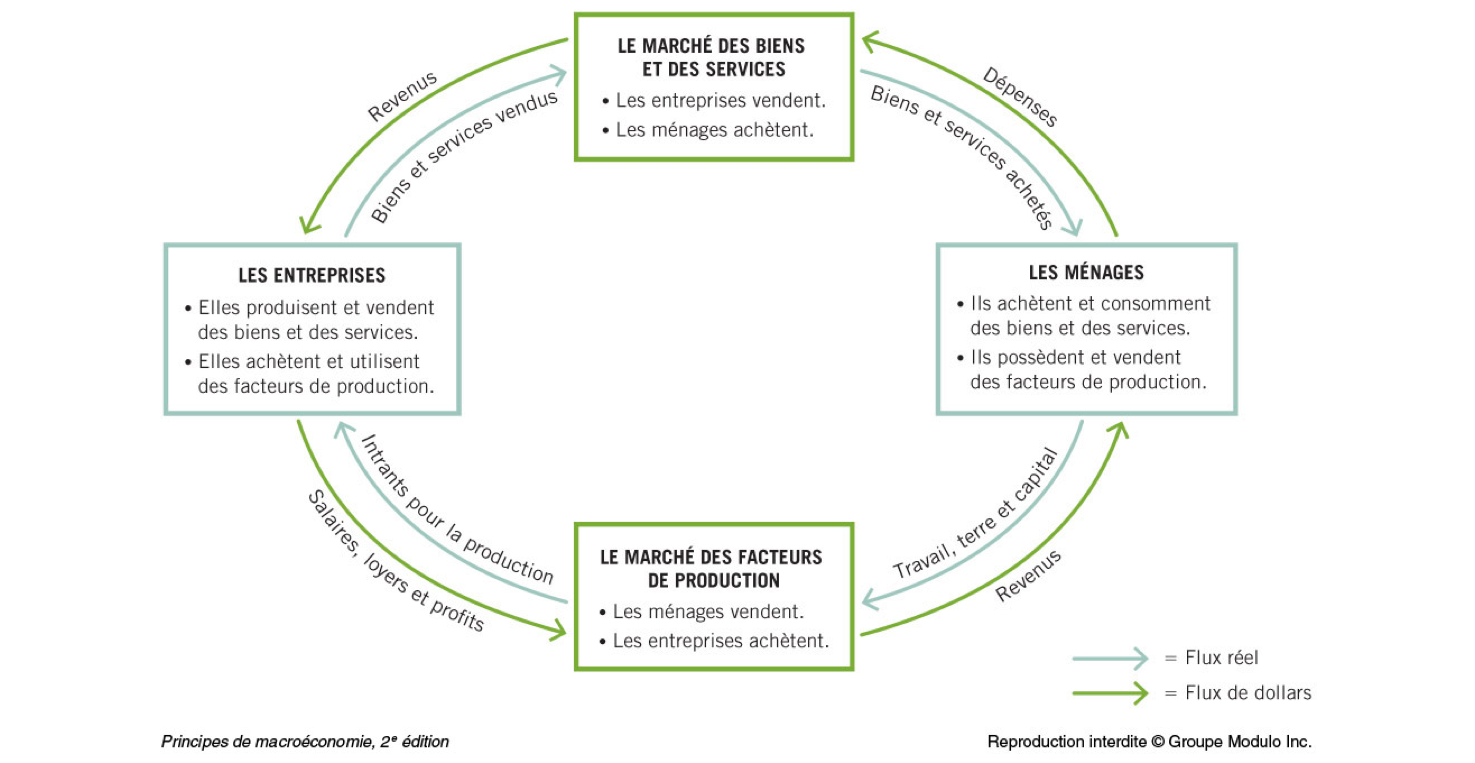 LE MARCHÉ DES BIENS
ET DES SERVICES
• Les entreprises vendent.
• Les ménages achètent.
Revenus
Biens et services vendus
Dépenses
Biens et services achetés
LES ENTREPRISES
• Elles produisent et vendent
des biens et des services.
• Elles achètent et utilisent
des facteurs de production.
LES MÉNAGES
• Ils achètent et consomment
des biens et des services.
• Ils possèdent et vendent
des facteurs de production.
Intrants pour la production
Salaires, loyers et profits
Travail, terre et capital
Revenus
LE MARCHÉ DES FACTEURS
DE PRODUCTION
• Les ménages vendent.
• Les entreprises achètent.
= Flux réel
= Flux de dollars
Principes de macroéconomie, 2e édition
Reproduction interdite © Groupe Modulo Inc.